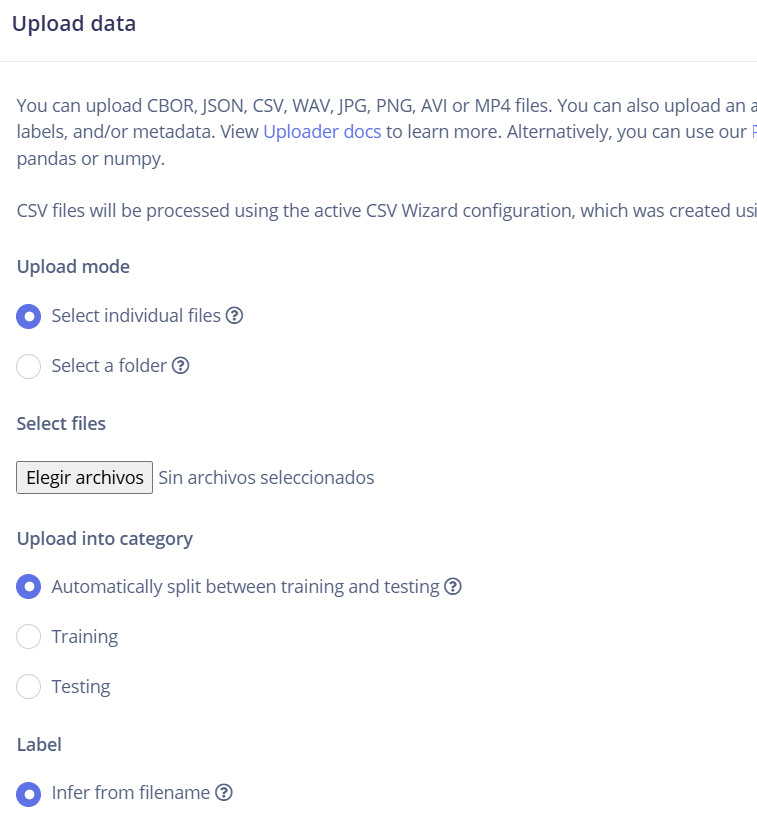 Upload data
You can upload CBOR, JSON, CSV, WAV, JPG, PNG, AVI or MP4 files. You can also upload an a
labels, and/or metadata. View Uploader docs to learn more. Alternatively, you can use our
pandas or numpy.
CSV files will be processed using the active CSV Wizard configuration, which was created usi
Upload mode
Select individual files
Select a folder
Select files
Elegir archivos Sin archivos seleccionados
Upload into category
Automatically split between training and testing
Training
Testing
Label
Infer from filename